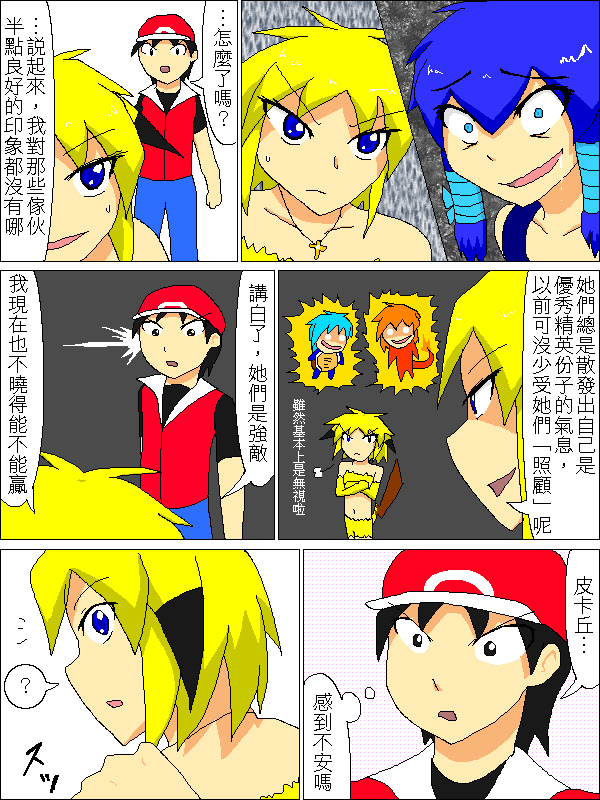 …怎麼了嗎？
…說起來，我對那些傢伙
半點良好的印象都沒有哪
她們總是散發出自己是
優秀精英份子的氣息，
以前可沒少受她們「照顧」呢
雖然基本上是無視啦
講白了，她們是強敵
我現在也不曉得能不能贏
皮卡丘…
感到不安嗎
？
スッ